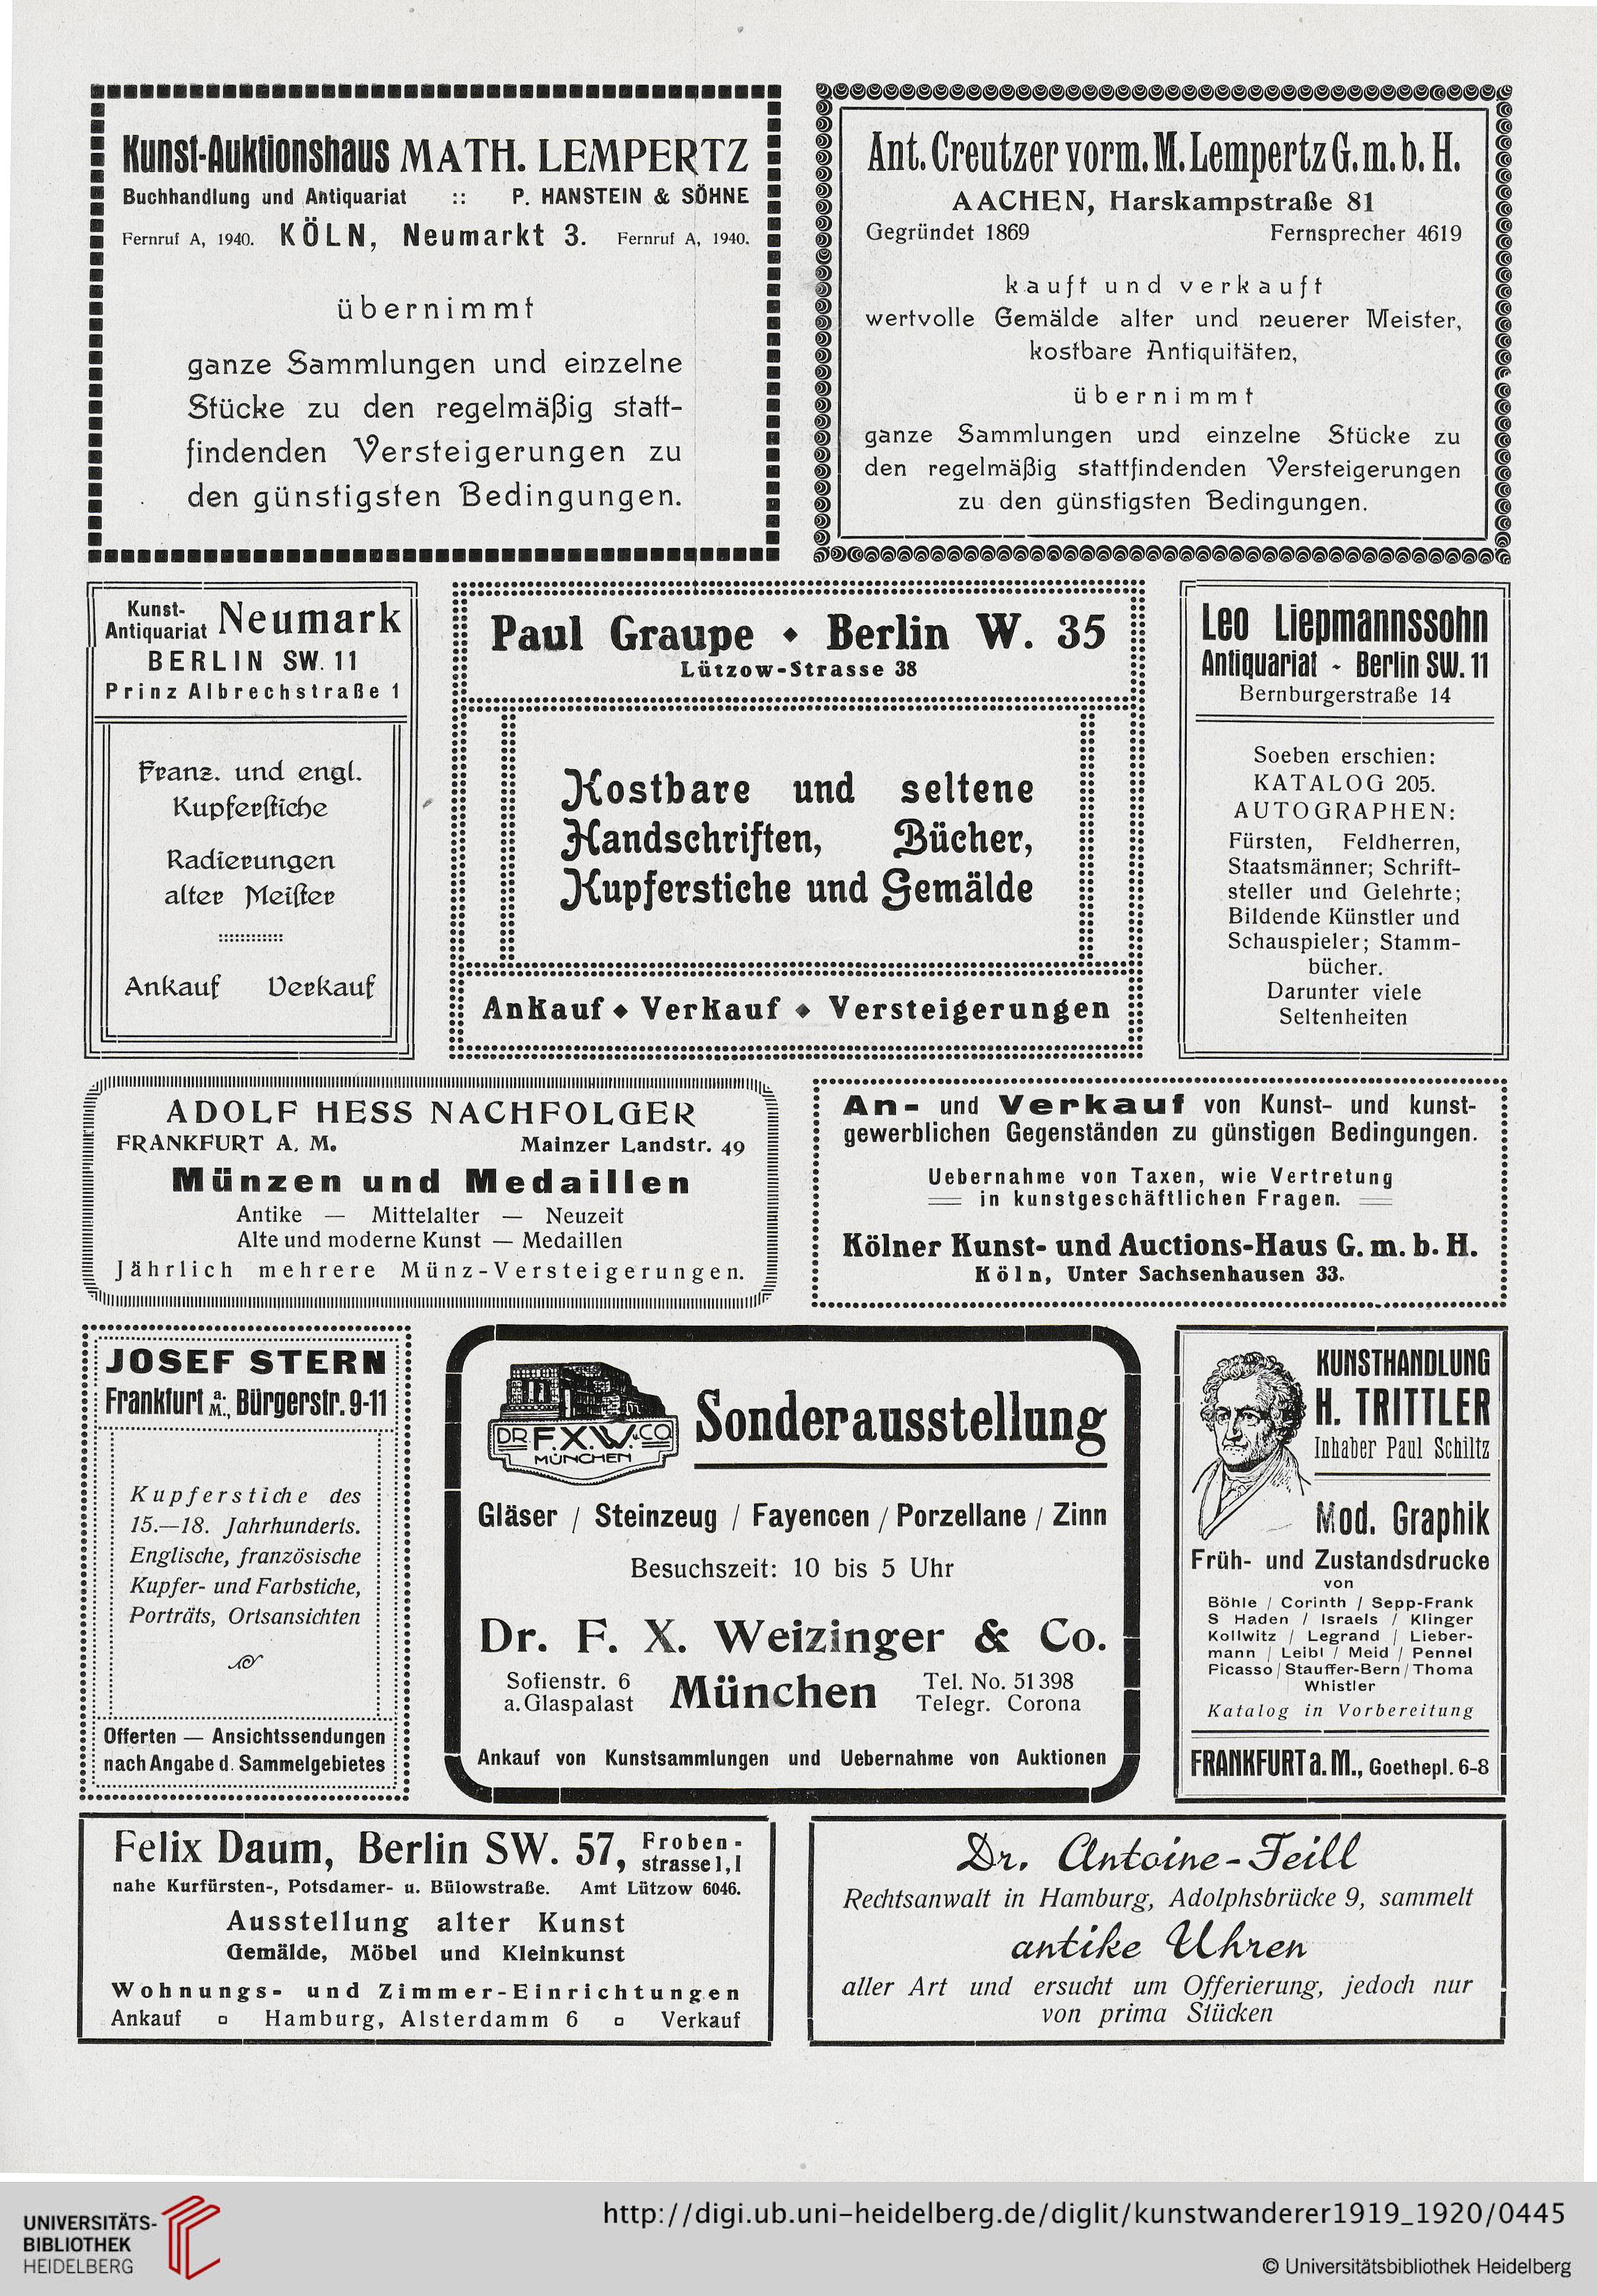 Kunst-Auktionshaus MATH. LEMPERTZ
Buchhandlung und Antiquariat :: P. HANSTEIN & SÖHNE
Fernruf A, 1940. KÖLN, Neumarkt 3. Fernruf A, 1940.
übernimmt
ganze Sammlungen und einzelne
Stücke zu den regelmäßig statt-
findenden Versteigerungen zu
den günstigsten Bedingungen.
Ant. Creutzer vorm. M. Lempertz G. m. b. H.
AACHEN, Harskampstraße 81
Gegründet 1869 Fernsprecher 4619
kauft und verkauft
wertvolle Gemälde alter und neuerer Meister,
kostbare Antiquitäten,
übernimmt
ganze Sammlungen und einzelne Stücke zu
den regelmäßig stattfindenden Versteigerungen
zu den günstigsten Bedingungen.
Kunst-
Antiquariat Neumark
BERLIN SW. 11
Prinz Albrechstraße 1
Franz. und engl.
Kupferstiche
Radierungen
alter Meister
Ankauf Verkauf
Paul Graupe ◆ Berlin W. 35
Lützow-Strasse 38
Kostbare und seltene
Handschriften, Bücher,
Kupferstiche und Gemälde
Ankauf ◆ Verkauf ◆ Versteigerungen
Leo Liepmannssohn
Antiquariat - Berlin SW. 11
Bernburgerstraße 14
Soeben erschien:
KATALOG 205.
AUTOGRAPHEN:
Fürsten, Feldherren,
Staatsmänner; Schrift-
steller und Gelehrte;
Bildende Künstler und
Schauspieler; Stamm-
bücher.
Darunter viele
Seltenheiten
ADOLF HESS NACHFOLGER
FRANKFURT A. M. Mainzer Landstr. 49
Münzen und Medaillen
Antike — Mittelalter — Neuzeit
Alte und moderne Kunst — Medaillen
Jährlich mehrere Münz-Versteigerungen.
An- und Verkauf von Kunst- und kunst-
gewerblichen Gegenständen zu günstigen Bedingungen.
Uebernahme von Taxen, wie Vertretung
in kunstgeschäftlichen Fragen.
Kölner Kunst- und Auctions-Haus G. m. b. H.
Köln, Unter Sachsenhausen 33.
JOSEF STERN
Frankfurt a. M., Bürgerstr. 9-11
Kupferstiche des
15.—18. Jahrhunderts.
Englische, französische
Kupfer- und Farbstiche,
Porträts, Ortsansichten
Offerten — Ansichtssendungen
nach Angabe d. Sammelgebietes
DR. F.X.W. & CO
MÜNCHEN
Sonderausstellung
Gläser / Steinzeug / Fayencen / Porzellane / Zinn
Besuchszeit: 10 bis 5 Uhr
Dr. F. X. Weizinger & Co.
Sofienstr. 6
a. Glaspalast München Tel. No. 51398
Telegr. Corona
Ankauf von Kunstsammlungen und Uebernahme von Auktionen
KUNSTHANDLUNG
H. TRITTLER
Inhaber Paul Schiltz
Mod. Graphik
Früh- und Zustandsdrucke
von
Böhle / Corinth / Sepp-Frank
S Haden / Israels / Klinger
Kollwitz / Legrand / Lieber-
mann / Leibl / Meid / Pennel
Picasso / Stauffer-Bern / Thoma
Whistler
Katalog in Vorbereitung
FRANKFURT a. M., Goethepl. 6-8
Felix Daum, Berlin SW. 57, Froben-
strasse 1, I
nahe Kurfürsten-, Potsdamer- u. Bülowstraße. Amt Lützow 6046.
Ausstellung alter Kunst
Gemälde, Möbel und Kleinkunst
Wohnungs- und Zimmer-Einrichtungen
Ankauf ▫ Hamburg, Alsterdamm 6 ▫ Verkauf
Dr. Antoine-Feill
Rechtsanwalt in Hamburg, Adolphsbrücke 9, sammelt
antike Uhren
aller Art und ersucht um Offerierung, jedoch nur
von prima Stücken
UNIVERSITÄTS-
BIBLIOTHEK
HEIDELBERG
http://digi.ub.uni-heidelberg.de/diglit/kunstwanderer1919_1920/0445
© Universitätsbibliothek Heidelberg